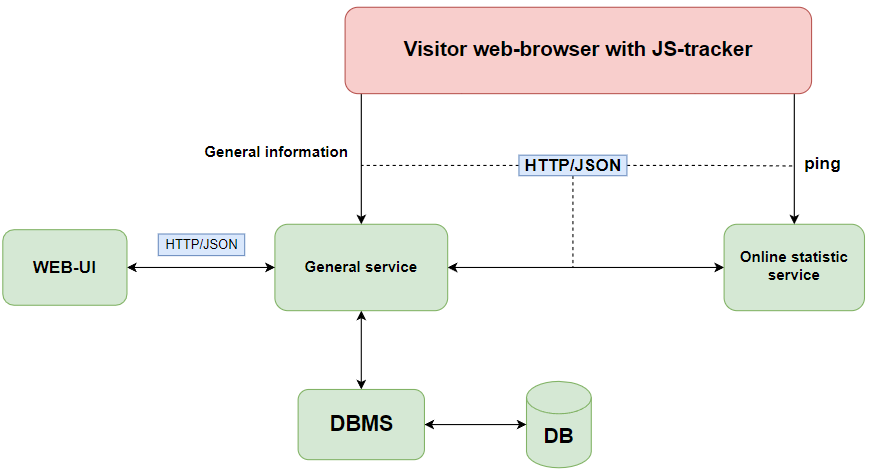 Visitor web-browser with JS-tracker
General information
HTTP/JSON
ping
HTTP/JSON
WEB-UI
General service
Online statistic
service
DBMS
DB